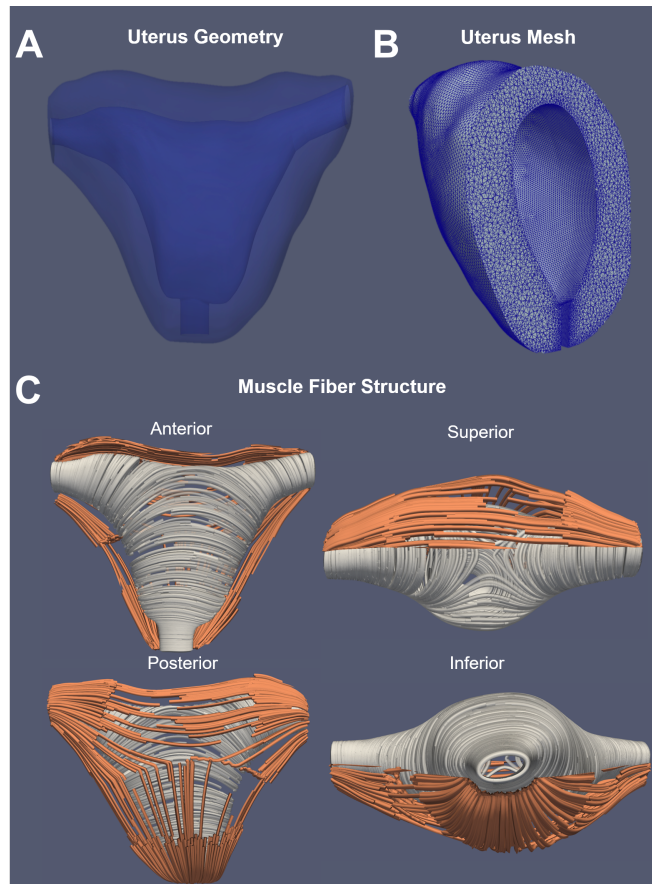 A
Uterus Geometry
B
Uterus Mesh
C
Muscle Fiber Structure
Anterior
Superior
Posterior
Inferior